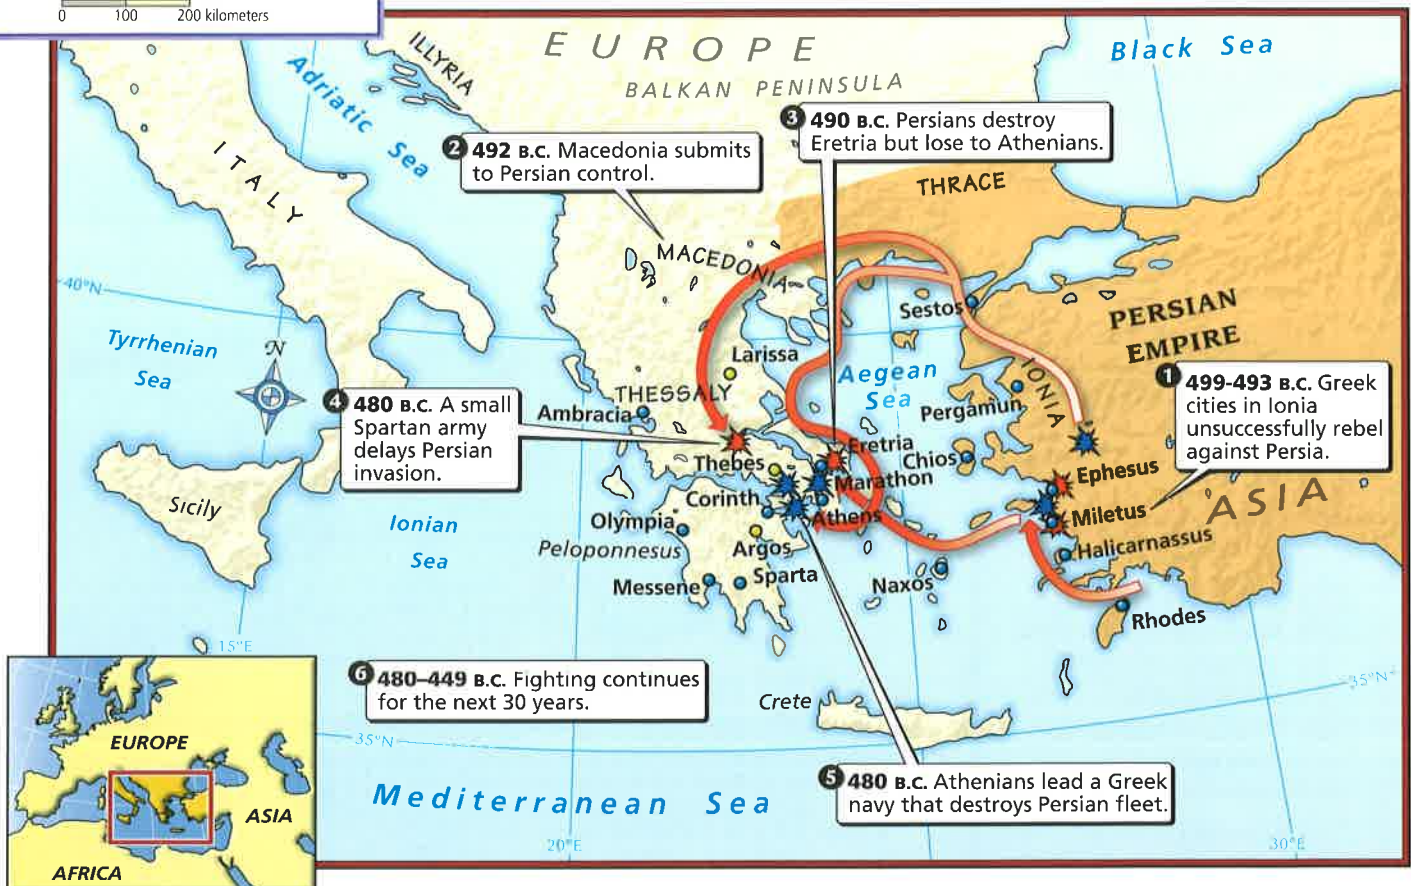 0 100 200 kilometers
EUROPE
BALKAN PENINSULA
Black Sea
ILLYRIA
Adriatic Sea
ITALY
2 492 B.C. Macedonia submits
to Persian control.
3 490 B.C. Persians destroy
Eretria but lose to Athenians.
THRACE
MACEDONIA
40°N
Tyrrhenian
Sea
N
Sestos
PERSIAN
EMPIRE
Larissa
THESSALY
Ambracia
Aegean
Sea
IONIA
Pergamun
1 499-493 B.C. Greek
cities in Ionia
unsuccessfully rebel
against Persia.
4 480 B.C. A small
Spartan army
delays Persian
invasion.
Eretria
Thebes
Chios
Marathon
Ephesus
Corinth
Athens
Miletus
ASIA
Sicily
Ionian
Sea
Olympia
Peloponnesus
Argos
Halicarnassus
Messene
Sparta
Naxos
Rhodes
15°E
6 480–449 B.C. Fighting continues
for the next 30 years.
Crete
35°N
35°N
5 480 B.C. Athenians lead a Greek
navy that destroys Persian fleet.
Mediterranean Sea
20°E
30°E
EUROPE
ASIA
AFRICA